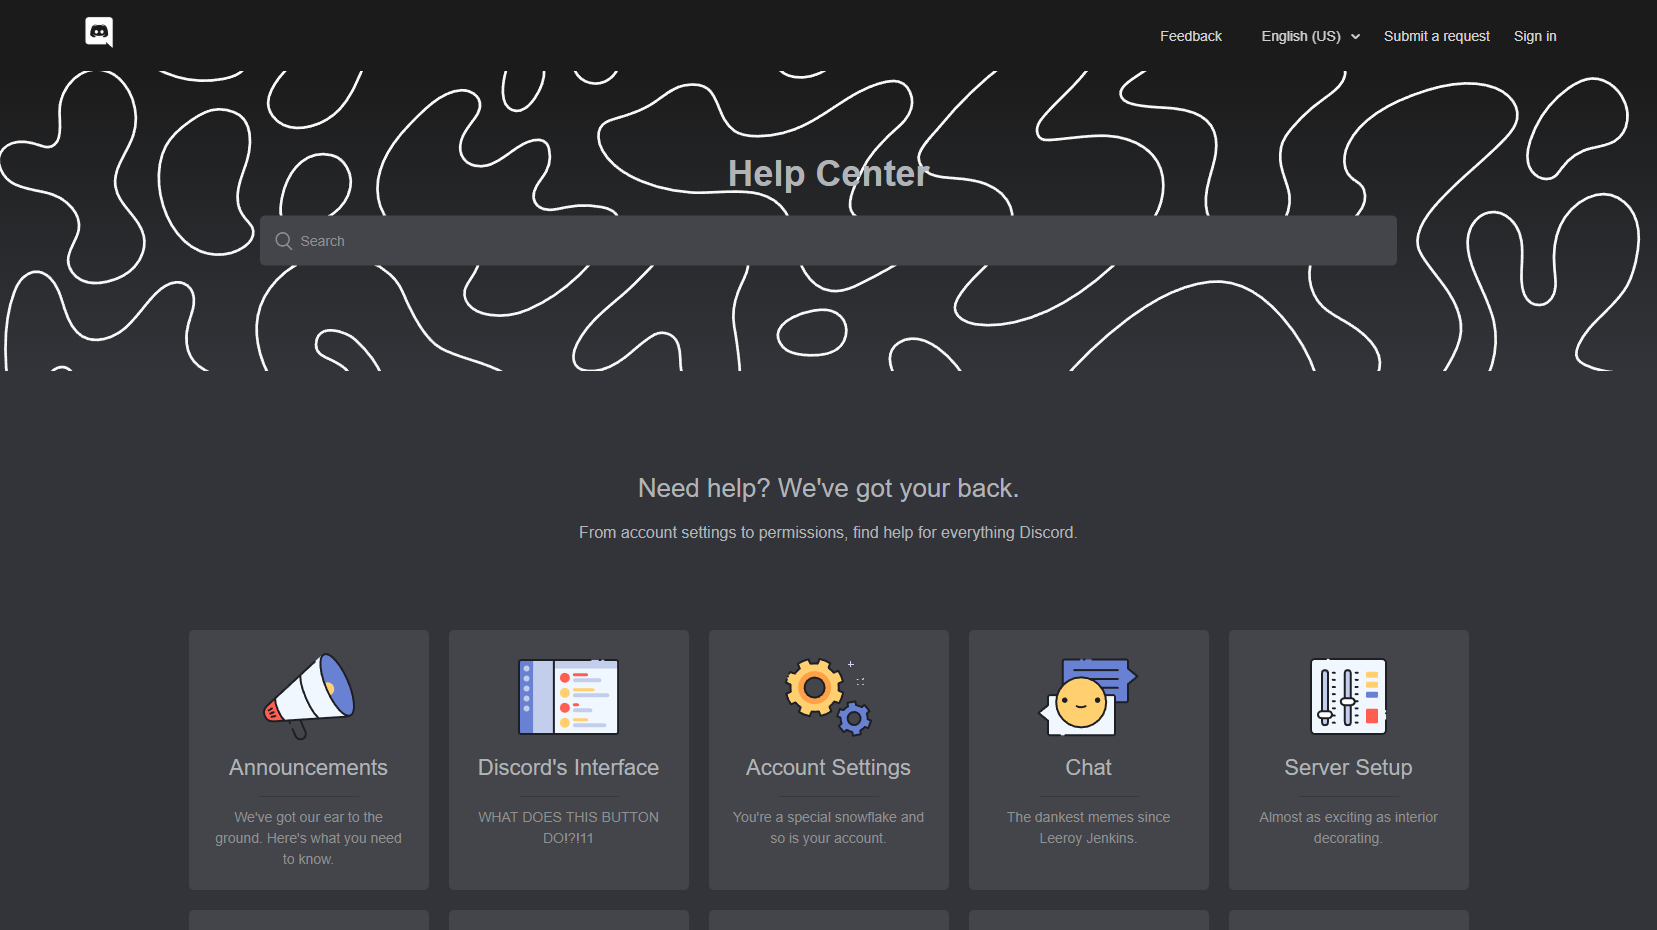 Feedback
English (US)
Submit a request
Sign in
Help Center
Search
Need help? We've got your back.
From account settings to permissions, find help for everything Discord.
Announcements
We've got our ear to the
ground. Here's what you need
to know.
Discord's Interface
WHAT DOES THIS BUTTON
DO!?!11
Account Settings
You're a special snowflake and
so is your account.
Chat
The dankest memes since
Leeroy Jenkins.
Server Setup
Almost as exciting as interior
decorating.